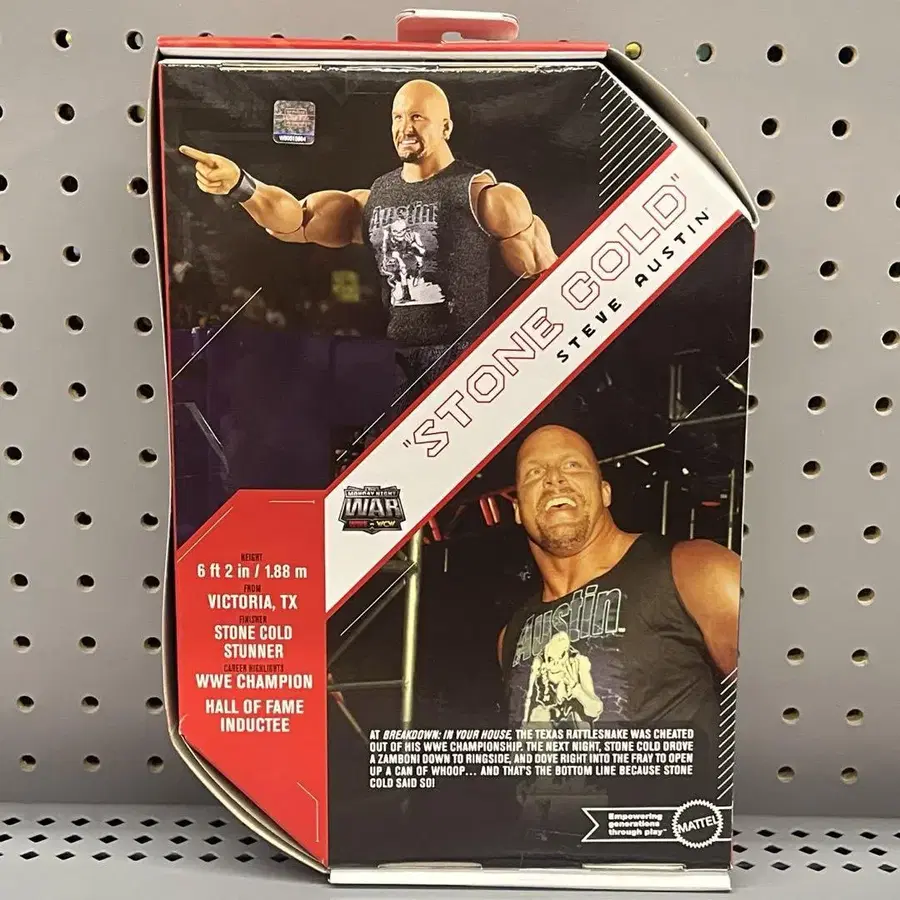 Austin
"STONE COLD"
STEVE AUSTIN
MONDAY NIGHT
WAR
WCW
HEIGHT
6 ft 2 in / 1.88 m
FROM
VICTORIA, TX
FINISHER
STONE COLD
STUNNER
CAREER HIGHLIGHTS
WWE CHAMPION
HALL OF FAME
INDUCTEE
Austin
AT BREAKDOWN: IN YOUR HOUSE, THE TEXAS RATTLESNAKE WAS CHEATED
OUT OF HIS WWE CHAMPIONSHIP. THE NEXT NIGHT, STONE COLD DROVE
A ZAMBONI DOWN TO RINGSIDE, AND DOVE RIGHT INTO THE FRAY TO OPEN
UP A CAN OF WHOOP... AND THAT'S THE BOTTOM LINE BECAUSE STONE
COLD SAID SO!
Empowering
generations
through play™
MATTEL